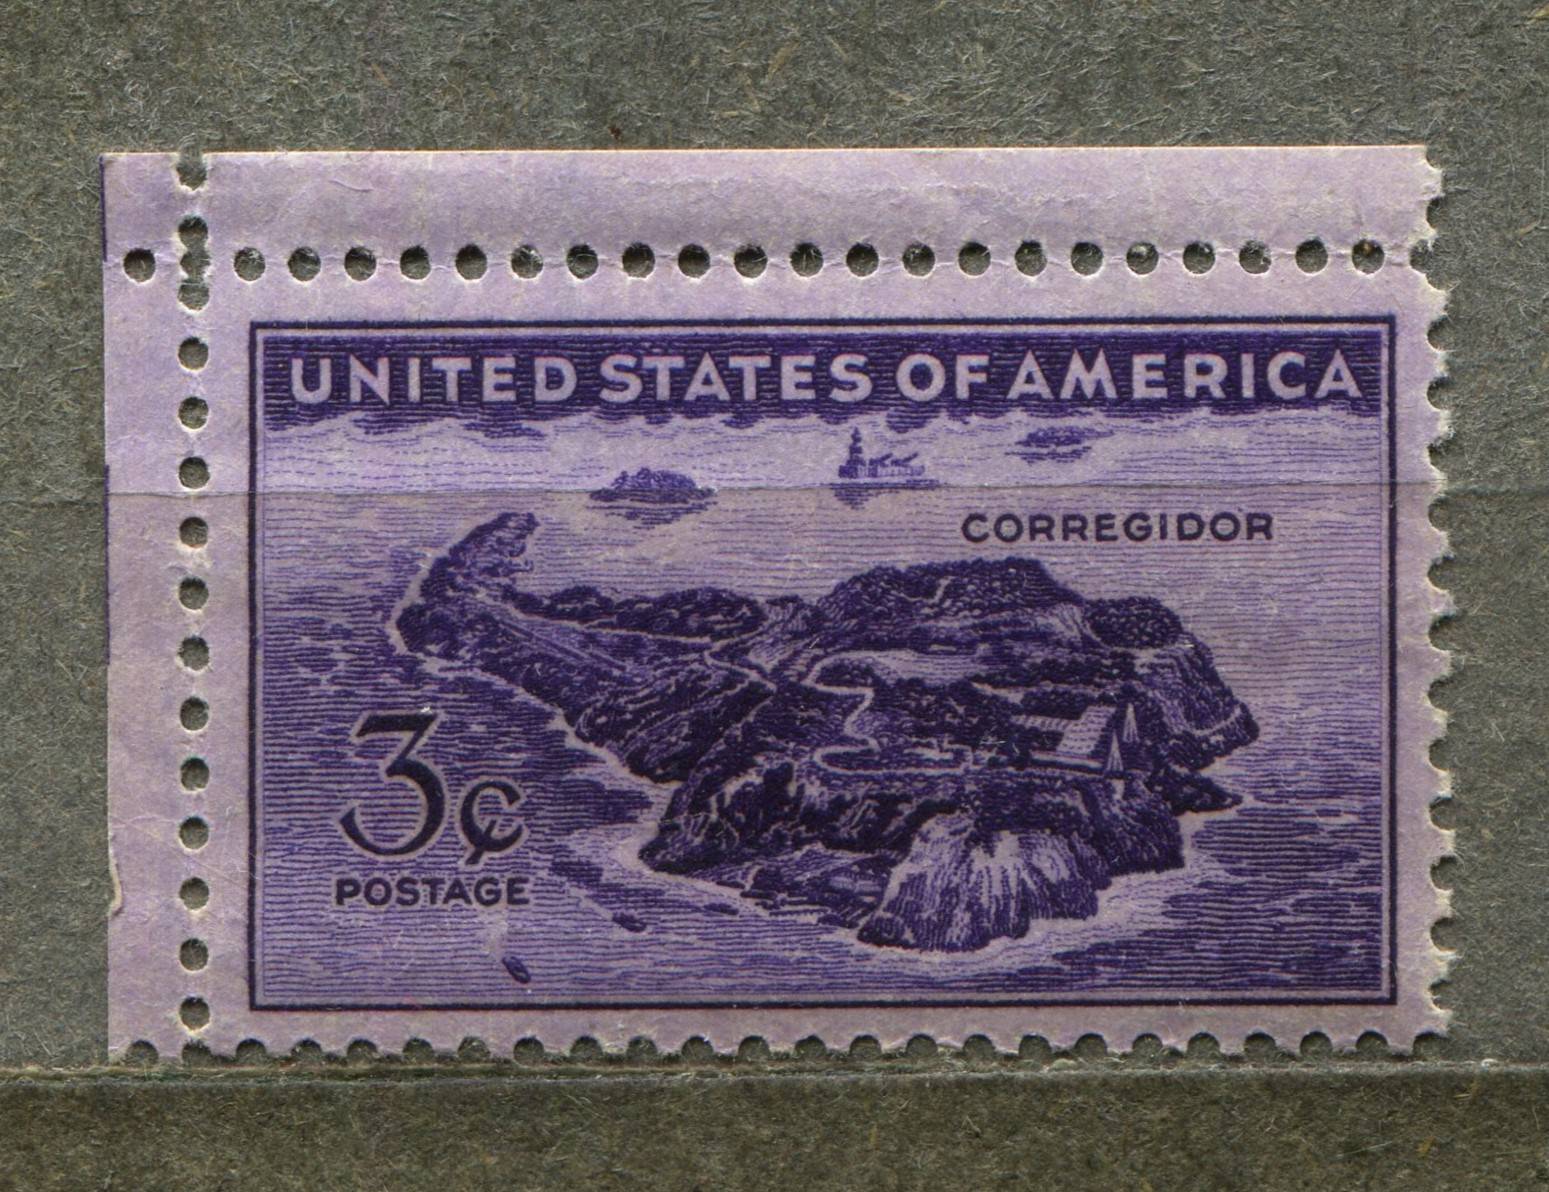 UNITED STATES OF AMERICA
CORREGIDOR
3¢
POSTAGE